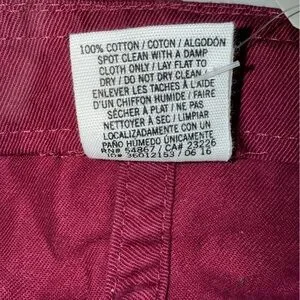 100% COTTON / COTON / ALGODÓN
SPOT CLEAN WITH A DAMP
CLOTH ONLY / LAY FLAT TO
DRY / DO NOT DRY CLEAN /
ENLEVER LES TACHES À L'AIDE
D'UN CHIFFON HUMIDE / FAIRE
SÉCHER À PLAT / NE PAS
NETTOYER À SEC / LIMPIAR
LOCALIZADAMENTE CON UN
PAÑO HÚMEDO ÚNICAMENTE
RN# 54867 / CA# 23226
ID# 36012153 / 06 16